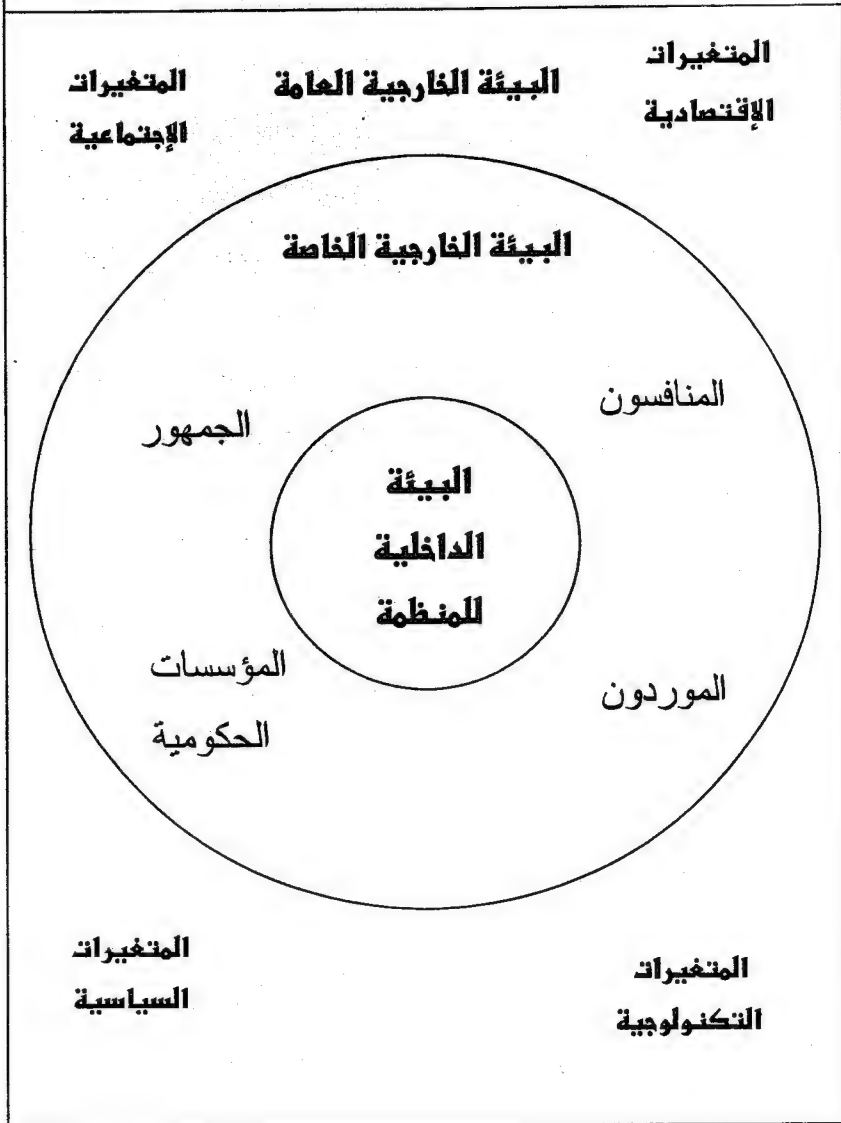 المتغيرات
الإقتصادية
البيئة الخارجية العامة
المتغيرات
الإجتماعية
البيئة الخارجية الخاصة
المنافسون
الجمهور
البيئة
الداخلية
للمنظمة
الموردون
المؤسسات
الحكومية
المتغيرات
التكنولوجية
المتغيرات
السياسية